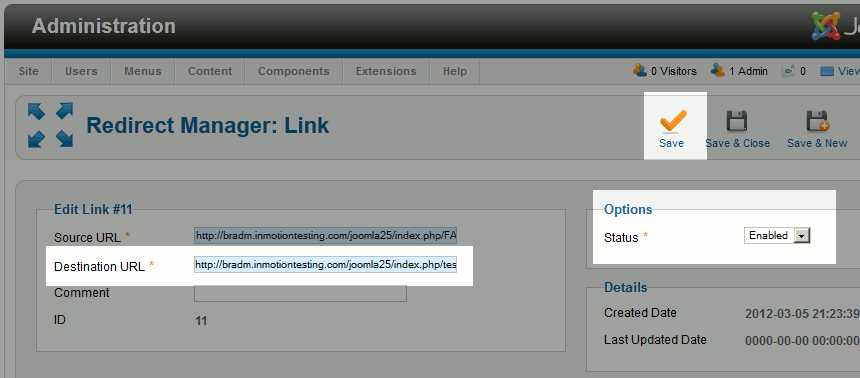 Administration
Site Users Menus Content Components Extensions Help
0 Visitors 1 Admin 0 View
Redirect Manager: Link
Save Save & Close Save & New
Edit Link #11
Source URL * http://bradm.inmotiontesting.com/joomla25/index.php/FA
Destination URL * http://bradm.inmotiontesting.com/joomla25/index.php/tes
Comment
ID 11
Options
Status * Enabled
Details
Created Date 2012-03-05 21:23:39
Last Updated Date 0000-00-00 00:00:00